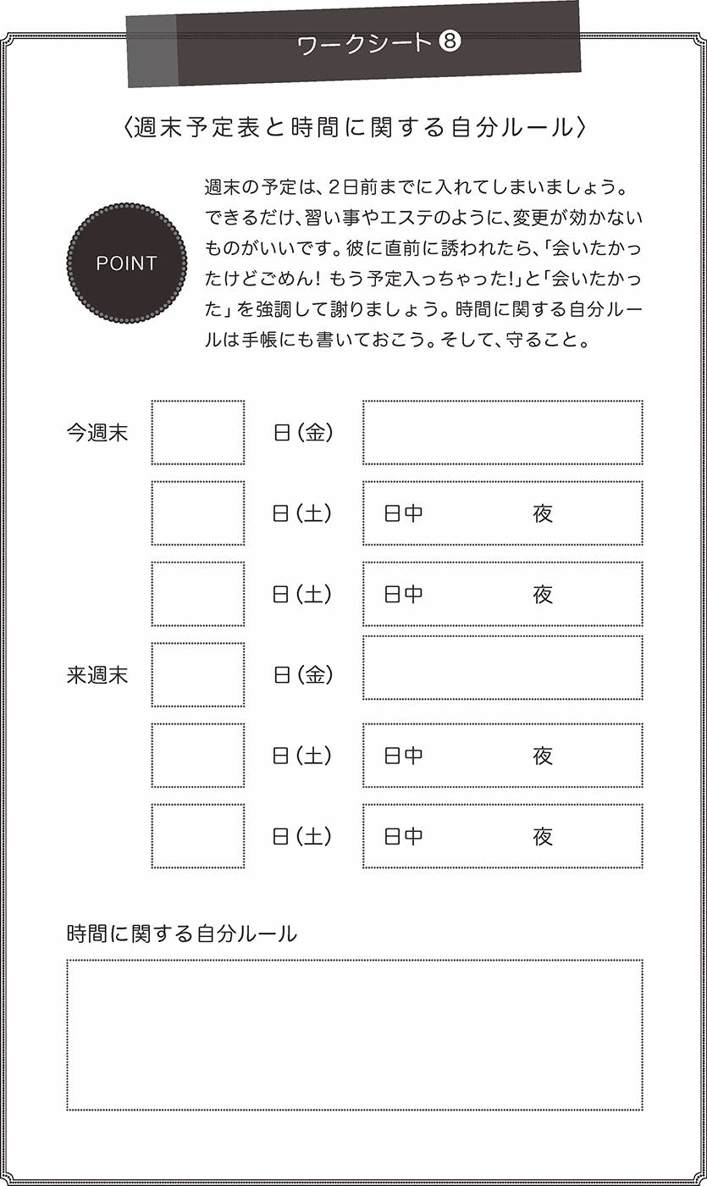 ワークシート❽
〈週末予定表と時間に関する自分ルール〉
POINT
週末の予定は、2日前までに入れてしまいましょう。
できるだけ、習い事やエステのように、変更が効かない
ものがいいです。彼に直前に誘われたら、「会いたかっ
たけどごめん! もう予定入っちゃった!」と「会いたかっ
た」を強調して謝りましょう。時間に関する自分ルー
ルは手帳にも書いておこう。そして、守ること。
今週末 日(金)
日(土) 日中 夜
日(土) 日中 夜
来週末 日(金)
日(土) 日中 夜
日(土) 日中 夜
時間に関する自分ルール